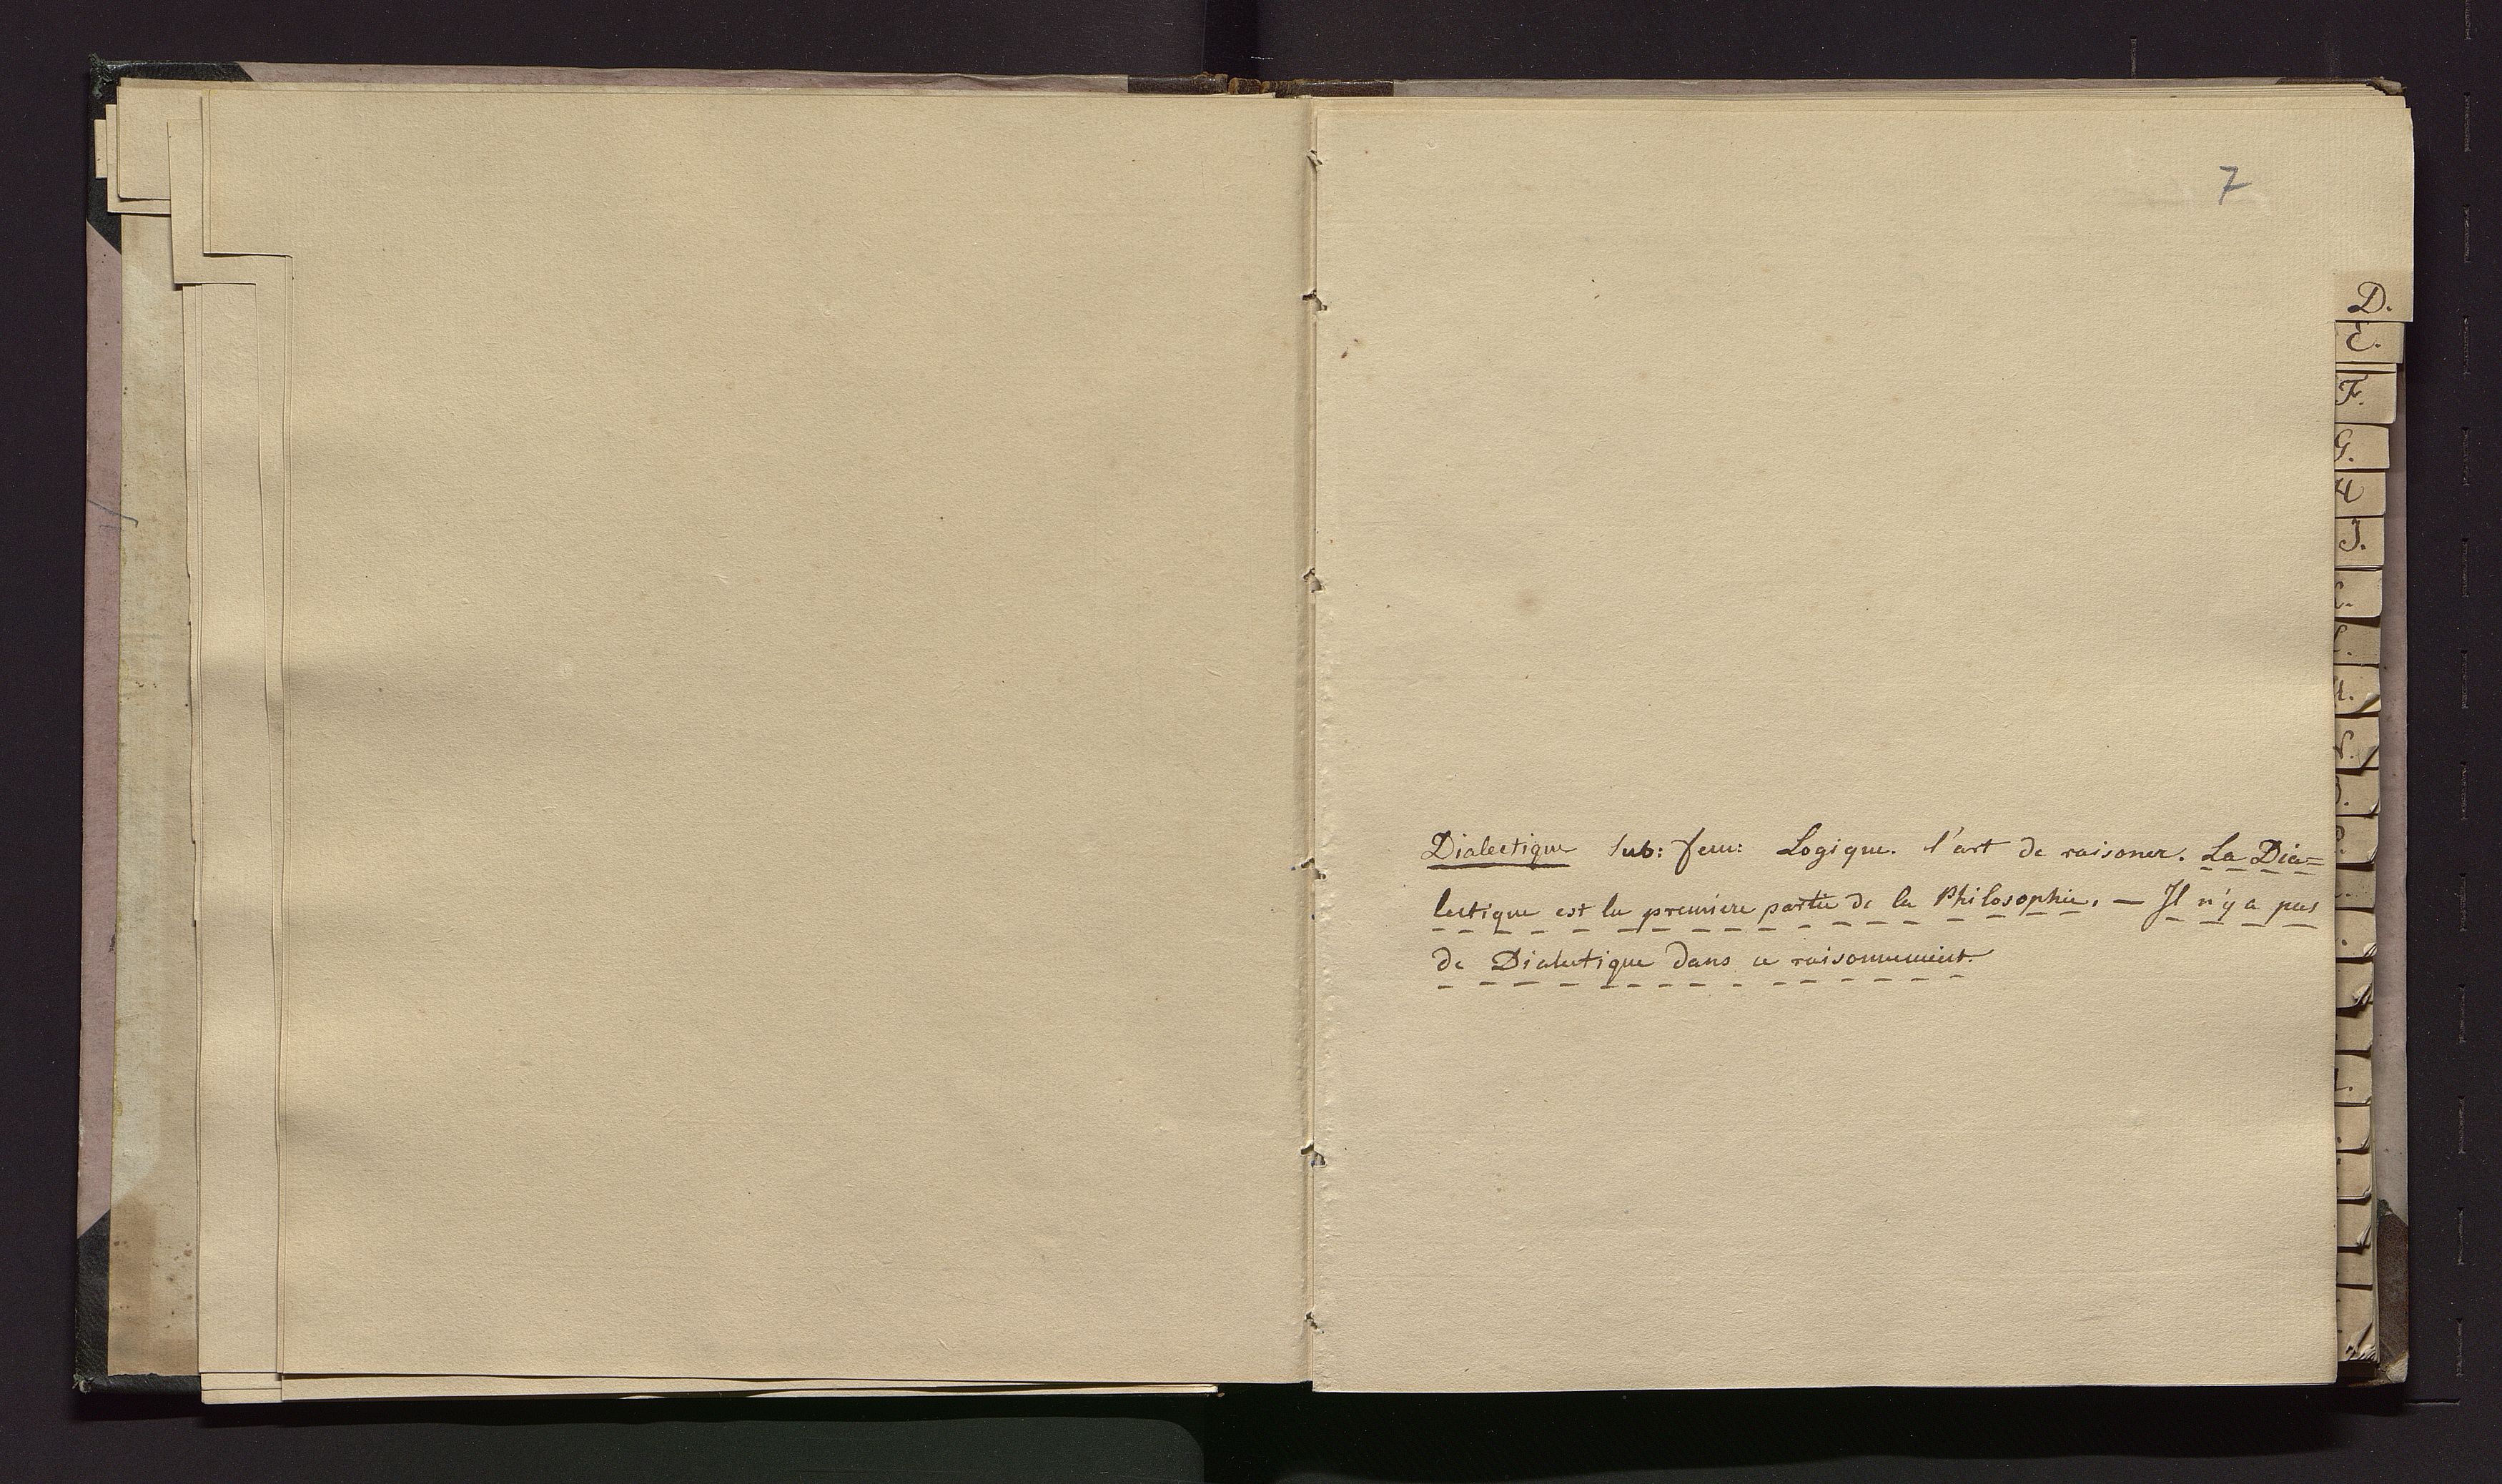 7
D.
E.
F.
G.
H
J.
Dialectique Sub: fem: Logique. l'art de raisoner. La Dia=
lectique est la premiere partie de la Philosophie. — Il n'y a pas
de Dialectique dans ce raisonnement.